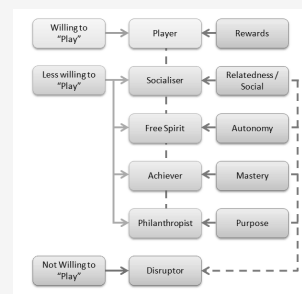 Willing to
"Play"
Player
Rewards
Less willing to
"Play"
Socialiser
Relatedness /
Social
Free Spirit
Autonomy
Achiever
Mastery
Philanthropist
Purpose
Not Willing to
"Play"
Disruptor